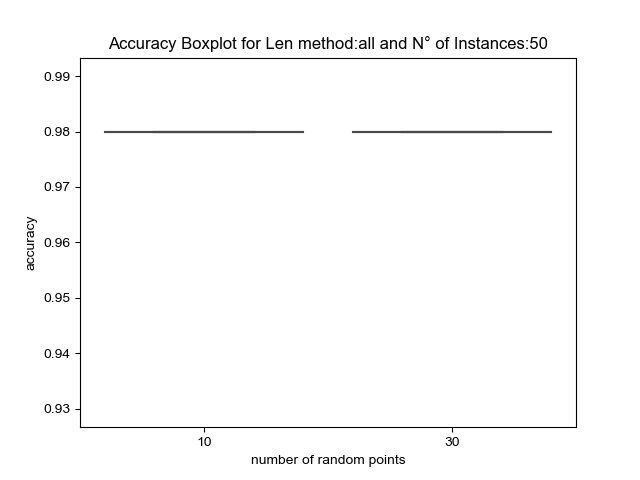 Accuracy Boxplot for Len method:all and N° of Instances:50
0.99
0.98
0.97
0.96
0.95
0.94
0.93
accuracy
10 30
number of random points